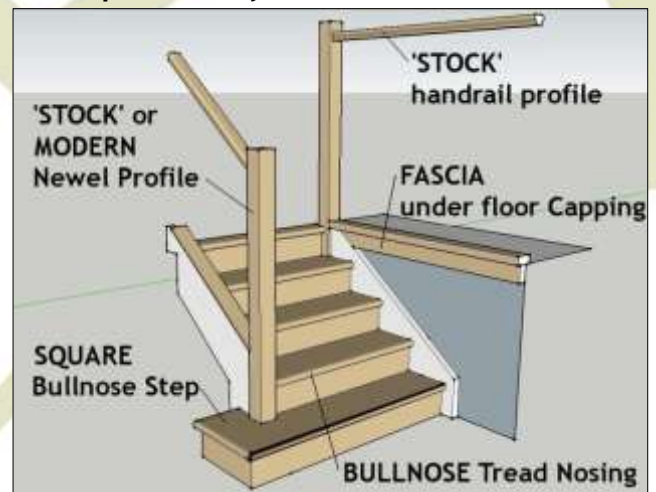 'STOCK'
handrail profile
'STOCK' or
MODERN
Newel Profile
FASCIA
under floor Capping
SQUARE
Bullnose Step
BULLNOSE Tread Nosing